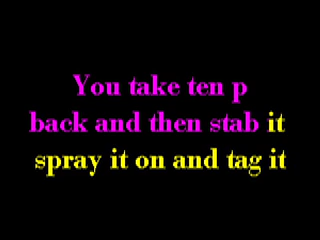 You take ten p
back and then stab it
spray it on and tag it